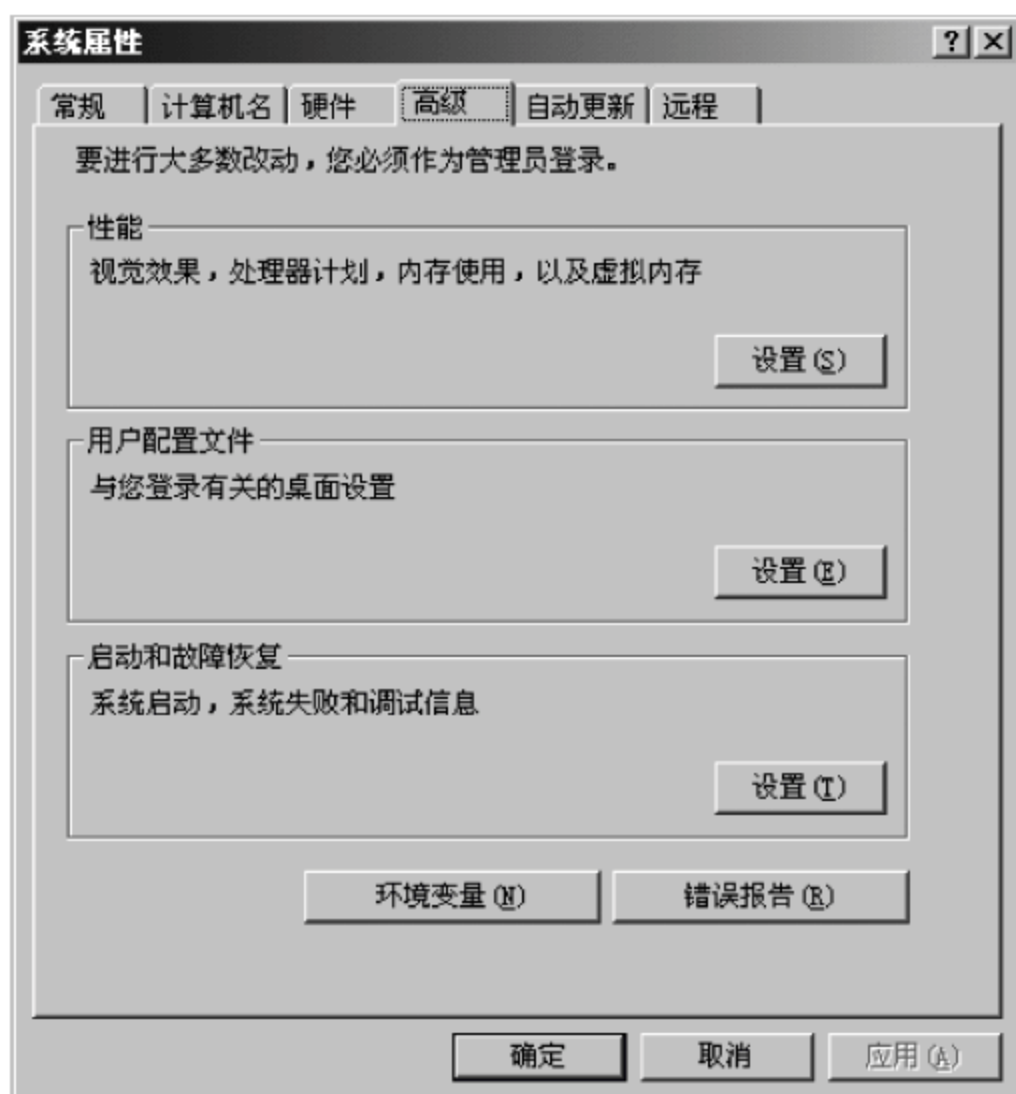 系统属性
常规 计算机名 硬件 高级 自动更新 远程
要进行大多数改动，您必须作为管理员登录。
性能
视觉效果，处理器计划，内存使用，以及虚拟内存
设置(S)
用户配置文件
与您登录有关的桌面设置
设置(E)
启动和故障恢复
系统启动，系统失败和调试信息
设置(T)
环境变量(N) 错误报告(R)
确定 取消 应用(A)